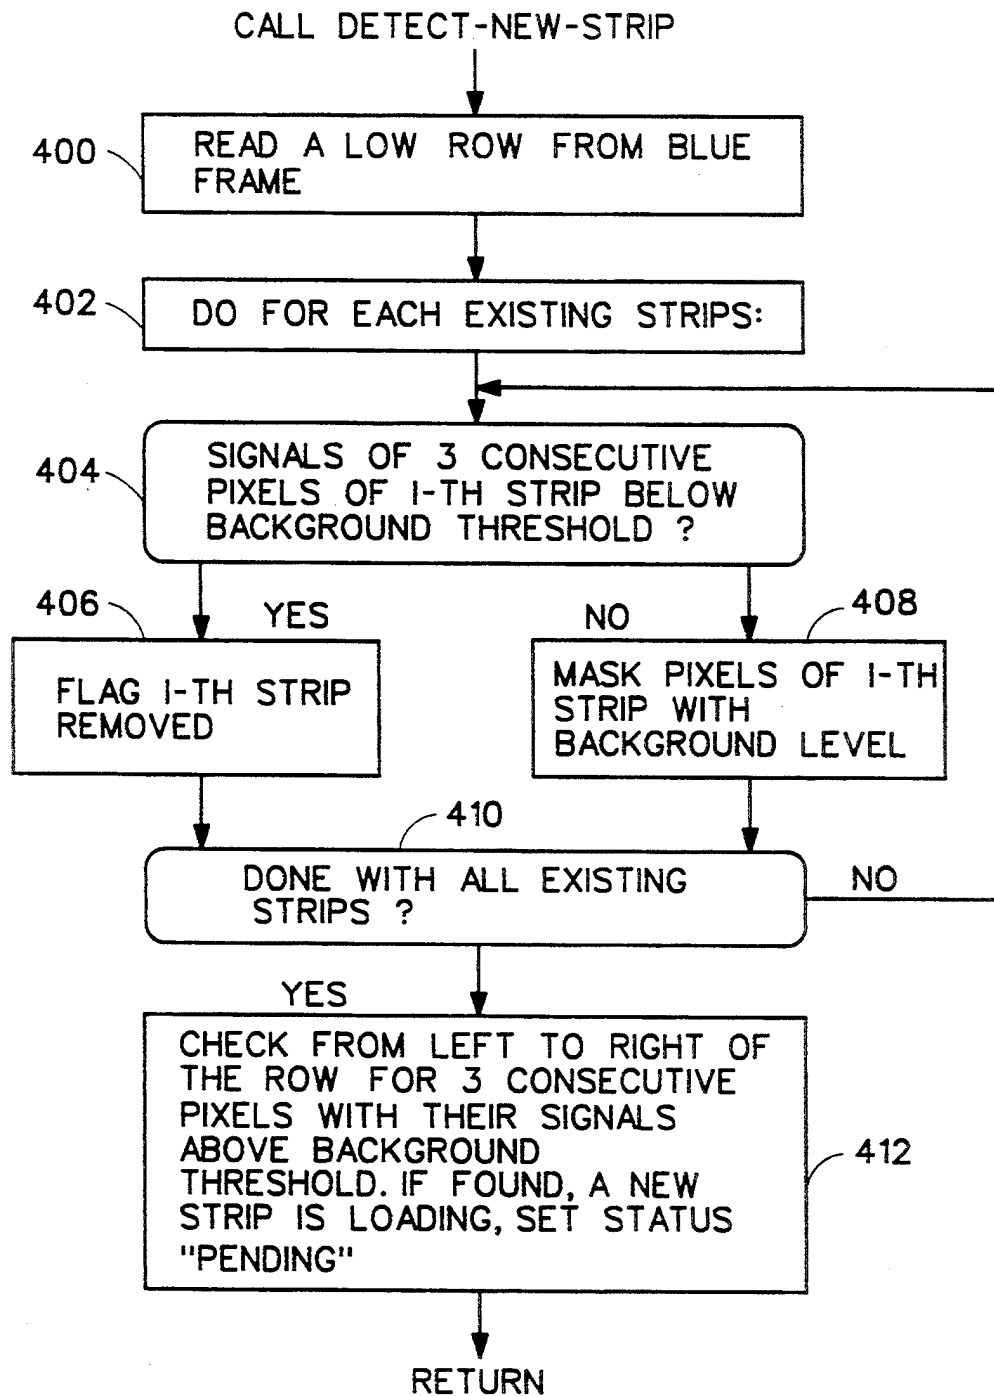 CALL DETECT-NEW-STRIP
400
READ A LOW ROW FROM BLUE
FRAME
402
DO FOR EACH EXISTING STRIPS:
404
SIGNALS OF 3 CONSECUTIVE
PIXELS OF I-TH STRIP BELOW
BACKGROUND THRESHOLD ?
406
YES
NO
408
FLAG I-TH STRIP
REMOVED
MASK PIXELS OF I-TH
STRIP WITH
BACKGROUND LEVEL
410
DONE WITH ALL EXISTING
STRIPS ?
NO
YES
CHECK FROM LEFT TO RIGHT OF
THE ROW FOR 3 CONSECUTIVE
PIXELS WITH THEIR SIGNALS
ABOVE BACKGROUND
THRESHOLD. IF FOUND, A NEW
STRIP IS LOADING, SET STATUS
"PENDING"
412
RETURN